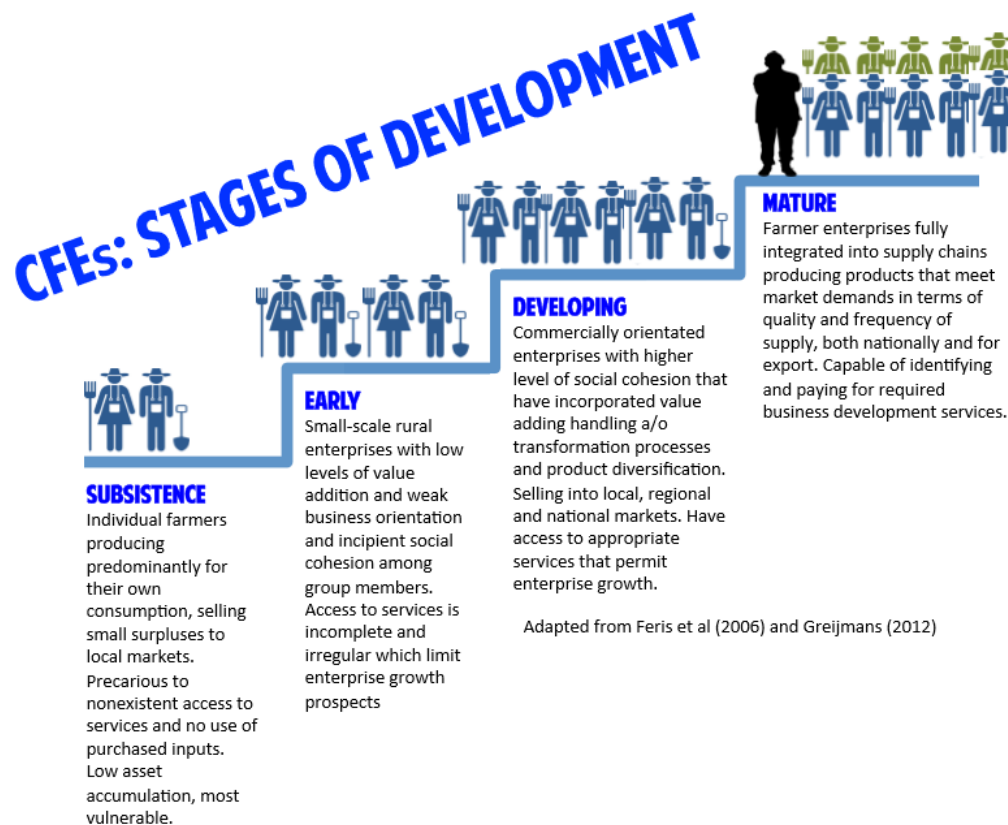 CFEs: STAGES OF DEVELOPMENT
SUBSISTENCE
Individual farmers
producing
predominantly for
their own
consumption, selling
small surpluses to
local markets.
Precarious to
nonexistent access to
services and no use of
purchased inputs.
Low asset
accumulation, most
vulnerable.
EARLY
Small-scale rural
enterprises with low
levels of value
addition and weak
business orientation
and incipient social
cohesion among
group members.
Access to services is
incomplete and
irregular which limit
enterprise growth
prospects
DEVELOPING
Commercially orientated
enterprises with higher
level of social cohesion that
have incorporated value
adding handling a/o
transformation processes
and product diversification.
Selling into local, regional
and national markets. Have
access to appropriate
services that permit
enterprise growth.
MATURE
Farmer enterprises fully
integrated into supply chains
producing products that meet
market demands in terms of
quality and frequency of
supply, both nationally and for
export. Capable of identifying
and paying for required
business development services.
Adapted from Feris et al (2006) and Greijmans (2012)